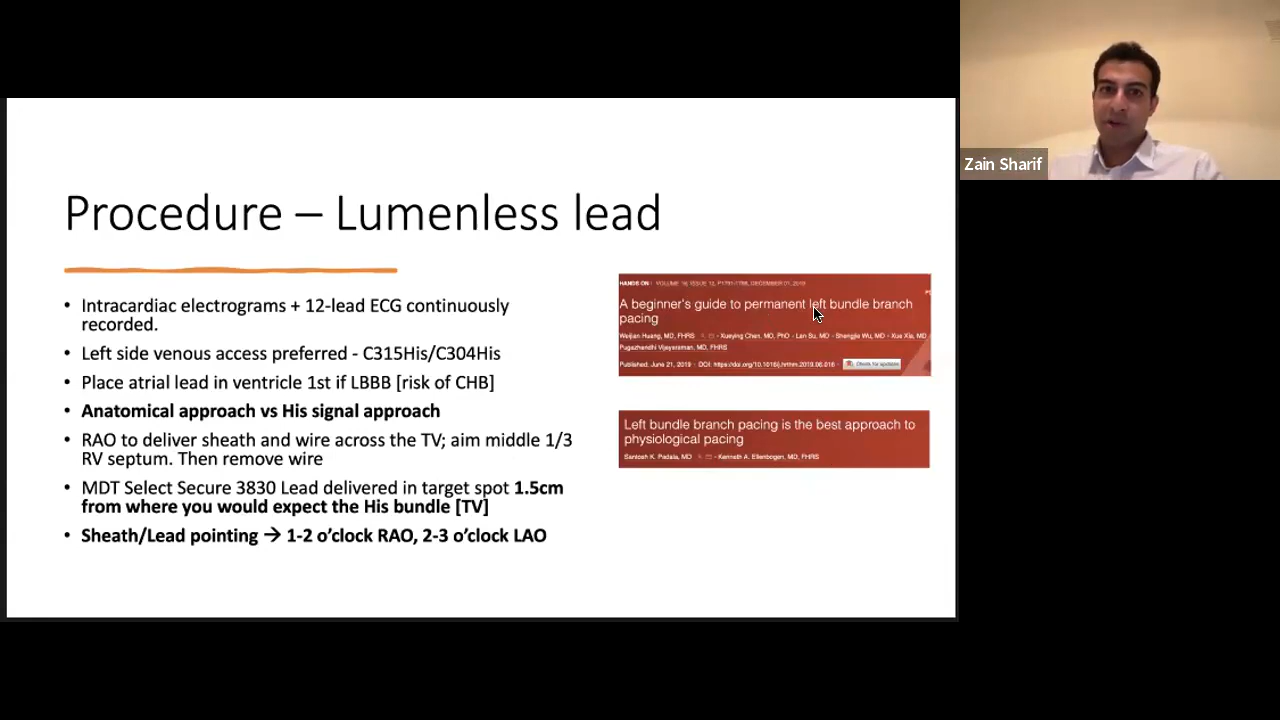 Zain Sharif
Procedure – Lumenless lead
• Intracardiac electrograms + 12-lead ECG continuously
recorded.
• Left side venous access preferred - C315His/C304His
• Place atrial lead in ventricle 1st if LBBB [risk of CHB]
• Anatomical approach vs His signal approach
• RAO to deliver sheath and wire across the TV; aim middle 1/3
RV septum. Then remove wire
• MDT Select Secure 3830 Lead delivered in target spot 1.5cm
from where you would expect the His bundle [TV]
• Sheath/Lead pointing → 1-2 o’clock RAO, 2-3 o’clock LAO
HANDS ON | VOLUME 16, ISSUE 12, DECEMBER 01, 2019
A beginner's guide to permanent left bundle branch
pacing
Weijian Huang, MD, FHRS • Xueying Chen, MD, PhD • Lan Su, MD • Shengjie Wu, MD • Xue Xia, MD
Pugazhendhi Vijayaraman, MD, FHRS
Published: June 21, 2019 • DOI: https://doi.org/10.1016/j.hrthm.2019.06.016 • Check for updates
Left bundle branch pacing is the best approach to
physiological pacing
Santosh K. Padala, MD • Kenneth A. Ellenbogen, MD, FHRS